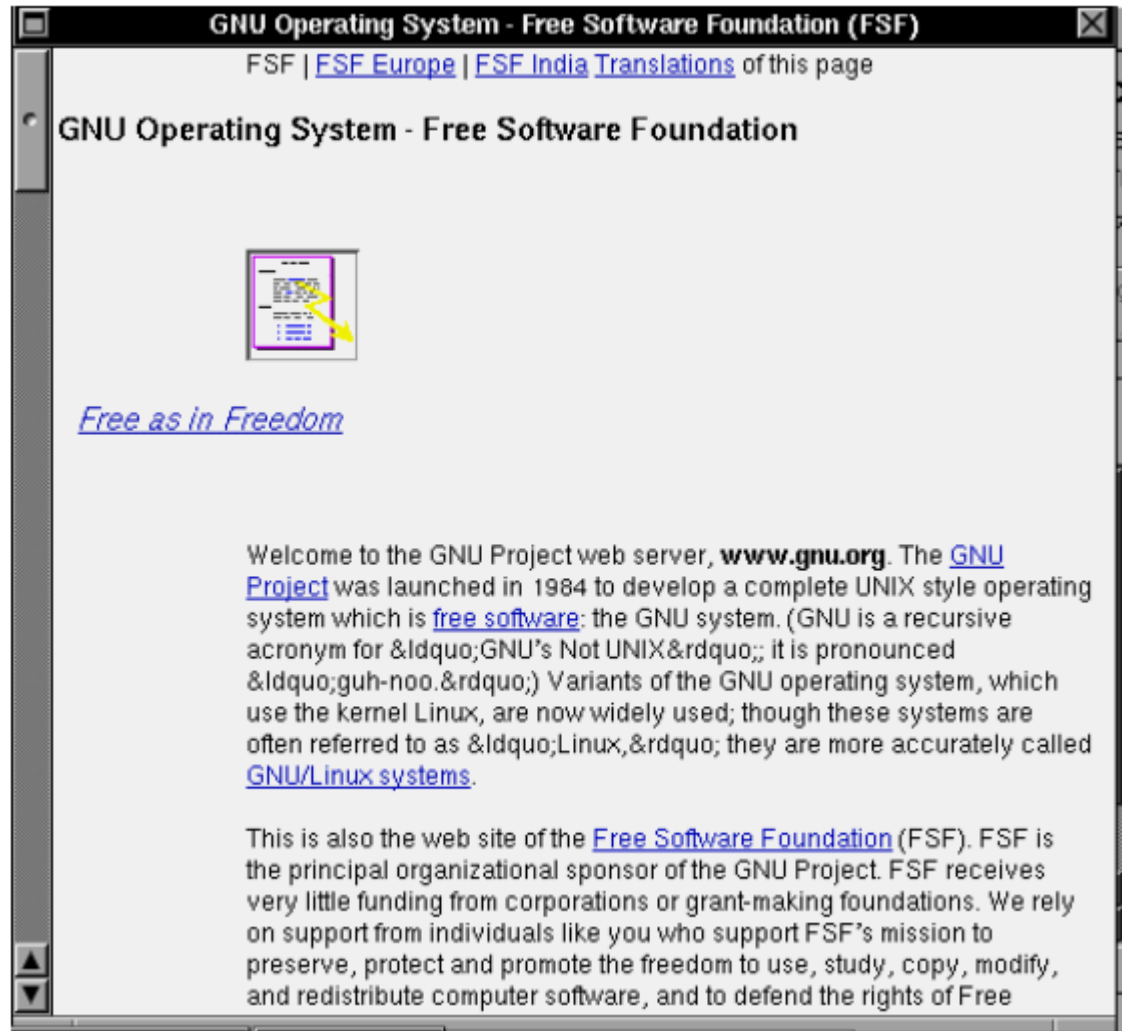 GNU Operating System - Free Software Foundation (FSF)
FSF | FSF Europe | FSF India Translations of this page
GNU Operating System - Free Software Foundation
Free as in Freedom
Welcome to the GNU Project web server, www.gnu.org. The GNU
Project was launched in 1984 to develop a complete UNIX style operating
system which is free software: the GNU system. (GNU is a recursive
acronym for &ldquo;GNU's Not UNIX&rdquo;; it is pronounced
&ldquo;guh-noo.&rdquo;) Variants of the GNU operating system, which
use the kernel Linux, are now widely used; though these systems are
often referred to as &ldquo;Linux,&rdquo; they are more accurately called
GNU/Linux systems.
This is also the web site of the Free Software Foundation (FSF). FSF is
the principal organizational sponsor of the GNU Project. FSF receives
very little funding from corporations or grant-making foundations. We rely
on support from individuals like you who support FSF's mission to
preserve, protect and promote the freedom to use, study, copy, modify,
and redistribute computer software, and to defend the rights of Free